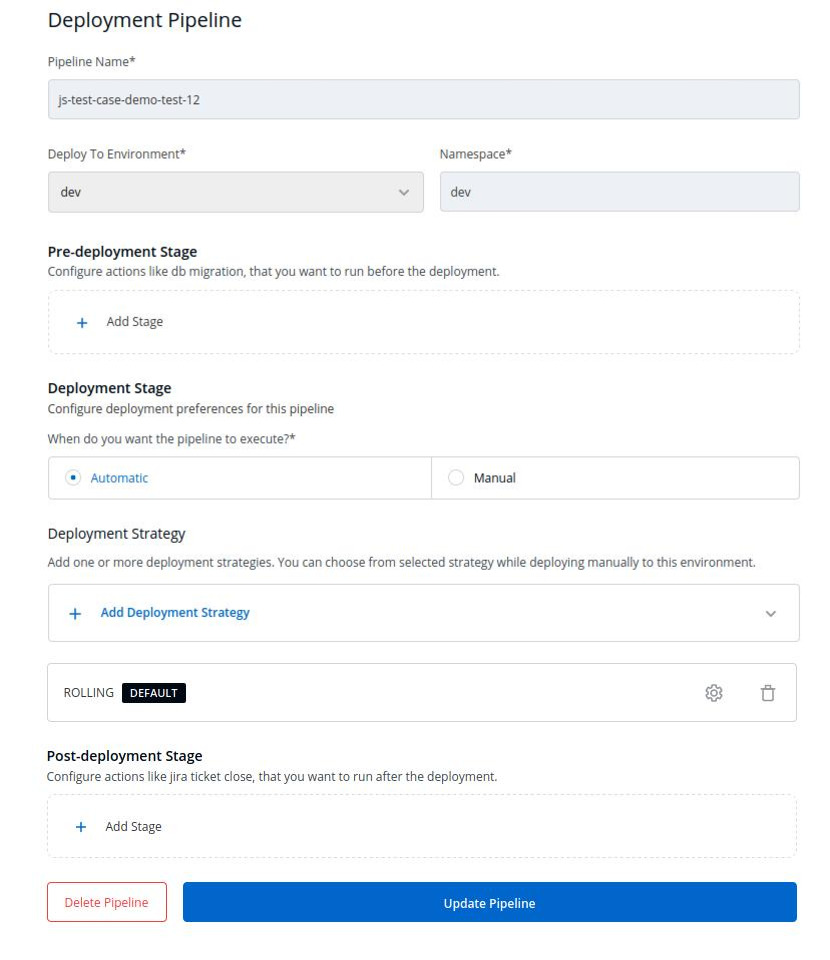 Deployment Pipeline
Pipeline Name*
js-test-case-demo-test-12
Deploy To Environment* Namespace*
dev dev
Pre-deployment Stage
Configure actions like db migration, that you want to run before the deployment.
+ Add Stage
Deployment Stage
Configure deployment preferences for this pipeline
When do you want the pipeline to execute?*
Automatic Manual
Deployment Strategy
Add one or more deployment strategies. You can choose from selected strategy while deploying manually to this environment.
+ Add Deployment Strategy
ROLLING DEFAULT
Post-deployment Stage
Configure actions like jira ticket close, that you want to run after the deployment.
+ Add Stage
Delete Pipeline Update Pipeline